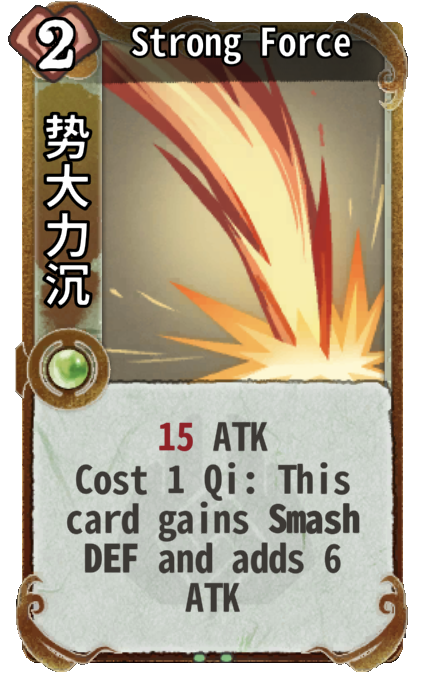 2
Strong Force
势大力沉
15 ATK
Cost 1 Qi: This
card gains Smash
DEF and adds 6
ATK